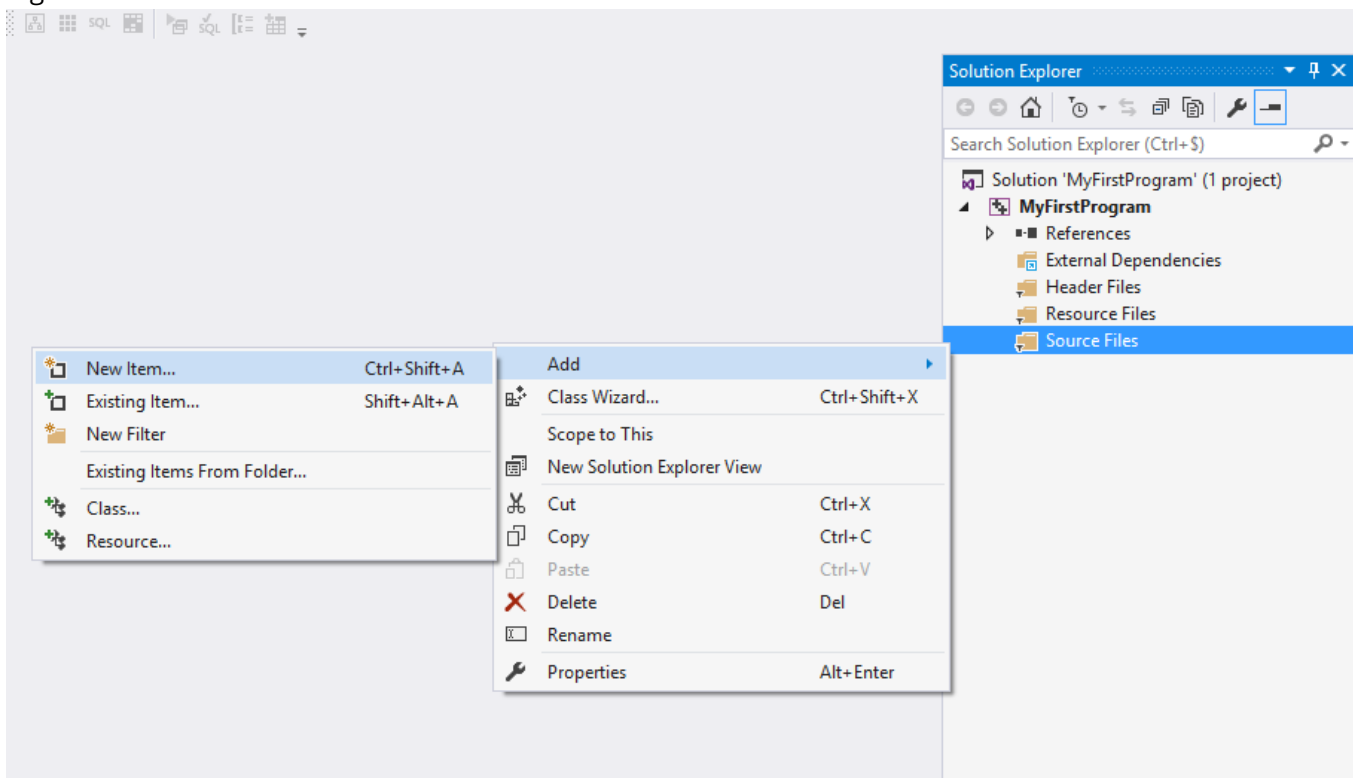 SQL
SQL
Solution Explorer
Search Solution Explorer (Ctrl+$)
Solution 'MyFirstProgram' (1 project)
MyFirstProgram
References
External Dependencies
Header Files
Resource Files
Source Files
New Item... Ctrl+Shift+A
Existing Item... Shift+Alt+A
New Filter
Existing Items From Folder...
Class...
Resource...
Add
Class Wizard... Ctrl+Shift+X
Scope to This
New Solution Explorer View
Cut Ctrl+X
Copy Ctrl+C
Paste Ctrl+V
Delete Del
Rename
Properties Alt+Enter